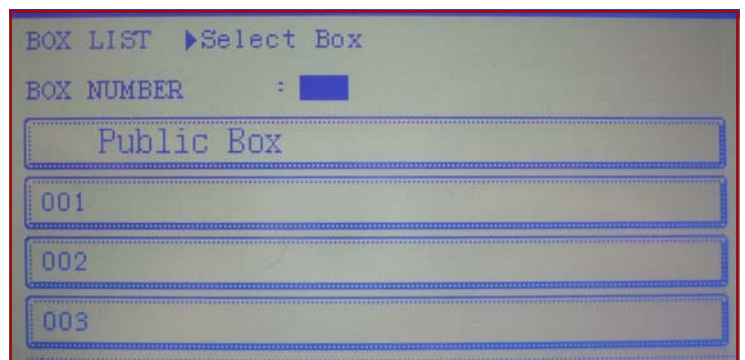 BOX LIST ▶Select Box
BOX NUMBER :
Public Box
001
002
003